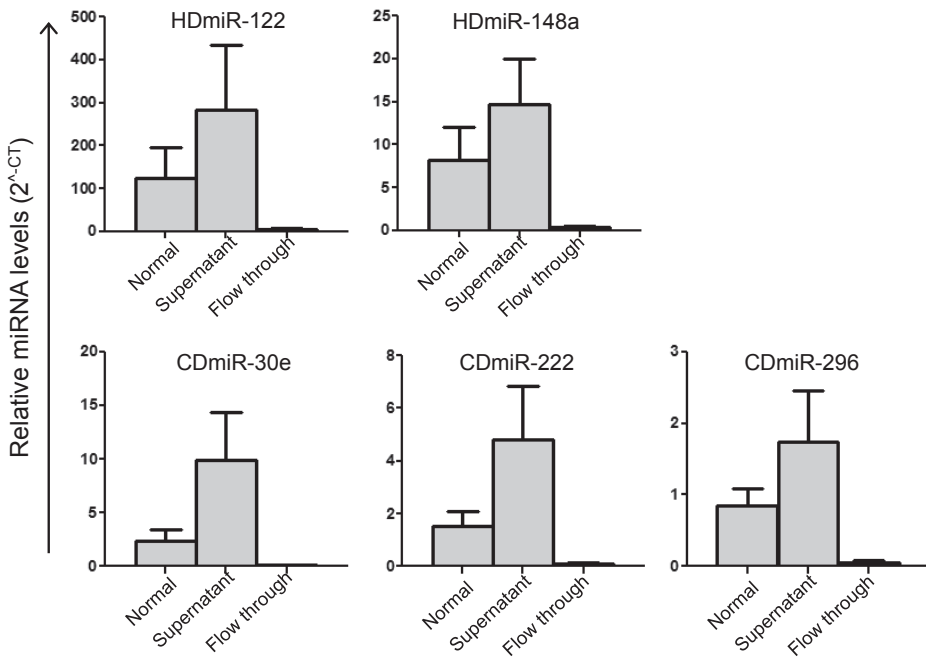 Relative miRNA levels (2^-CT)
HDmiR-122
500
400
300
200
100
0
Normal
Supernatant
Flow through
HDmiR-148a
25
20
15
10
5
0
Normal
Supernatant
Flow through
CDmiR-30e
20
15
10
5
0
Normal
Supernatant
Flow through
CDmiR-222
8
6
4
2
0
Normal
Supernatant
Flow through
CDmiR-296
3
2
1
0
Normal
Supernatant
Flow through